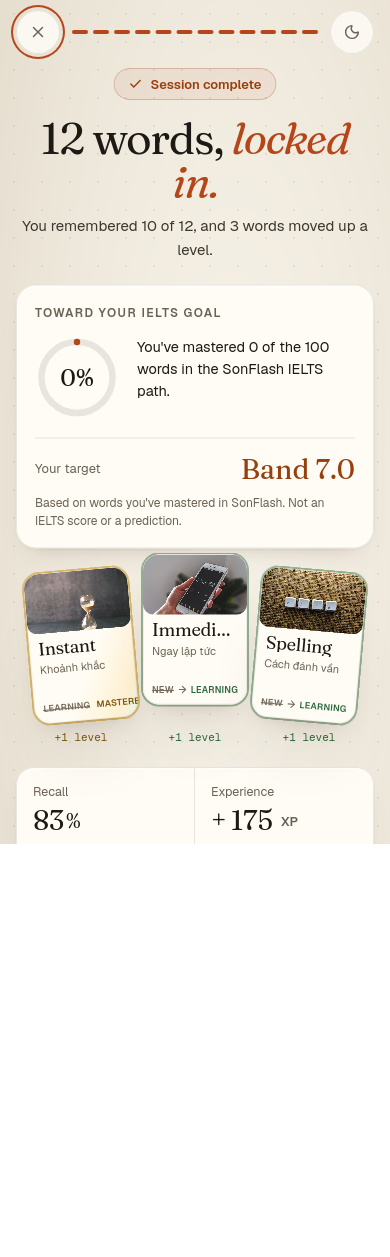 Session complete
12 words, locked
in.
You remembered 10 of 12, and 3 words moved up a
level.
TOWARD YOUR IELTS GOAL
0%
You've mastered 0 of the 100
words in the SonFlash IELTS
path.
Your target
Band 7.0
Based on words you've mastered in SonFlash. Not an
IELTS score or a prediction.
Instant
Khoảnh khắc
LEARNING MASTERE
+1 level
Immedi...
Ngay lập tức
NEW → LEARNING
+1 level
Spelling
Cách đánh vần
NEW → LEARNING
+1 level
Recall
83%
Experience
+175 XP